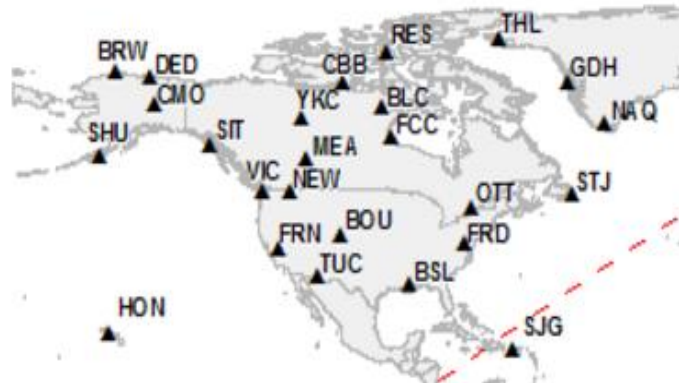 THL
RES
BRW
DED
CBB
GDH
CMO
YKC
BLC
NAQ
FCC
SHU
SIT
MEA
VIC
NEW
STJ
OTT
BOU
FRN
FRD
TUC
BSL
HON
SJG